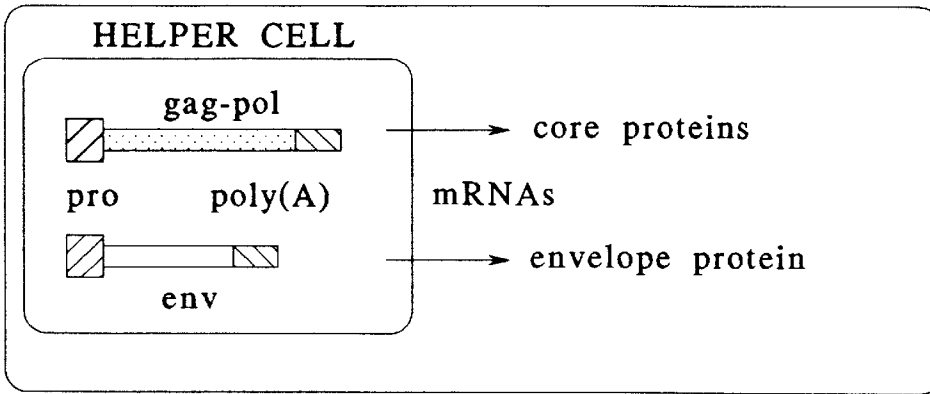 HELPER CELL
gag-pol
core proteins
pro poly(A) mRNAs
envelope protein
env